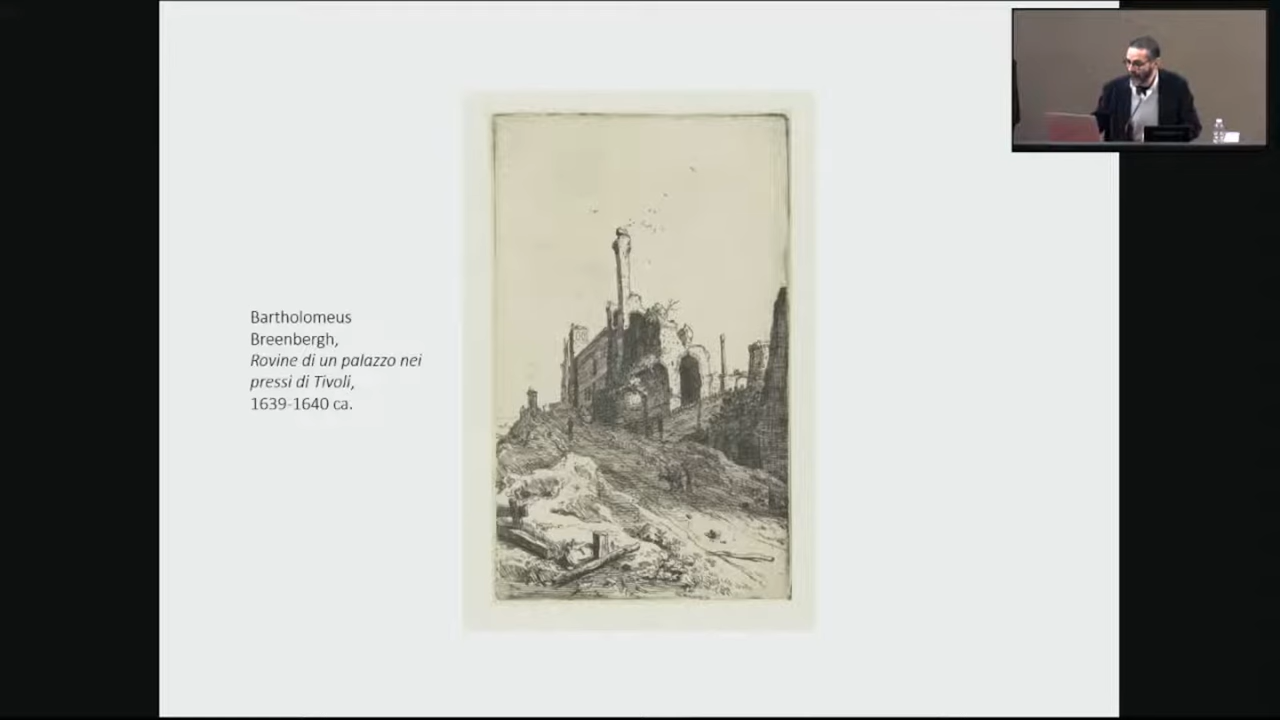 Bartholomeus
Breenbergh,
Rovine di un palazzo nei
pressi di Tivoli,
1639-1640 ca.